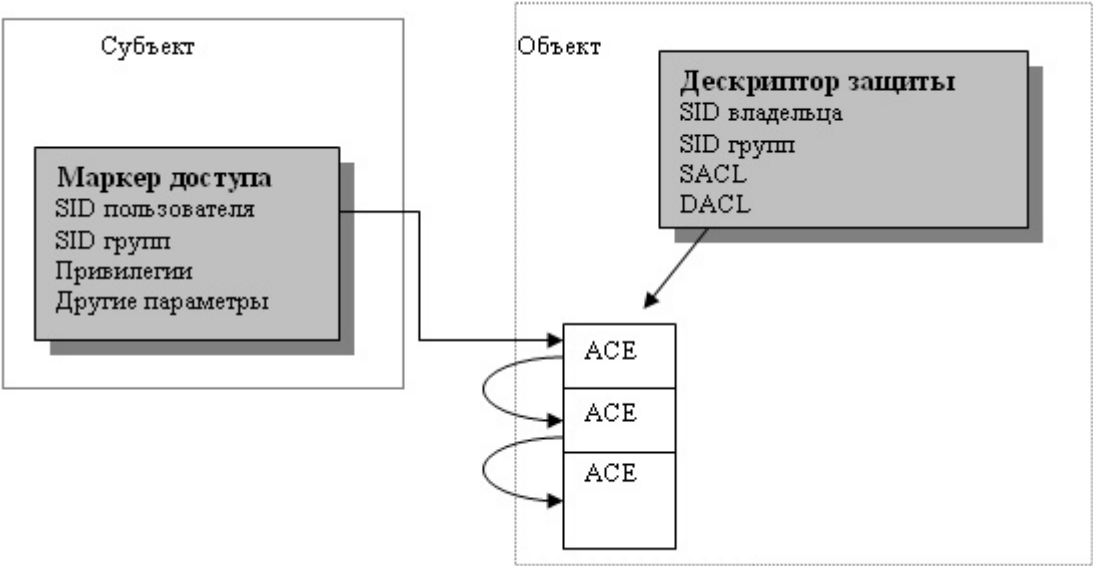 Субъект
Маркер доступа
SID пользователя
SID групп
Привилегии
Другие параметры
Объект
Дескриптор защиты
SID владельца
SID групп
SACL
DACL
ACE
ACE
ACE